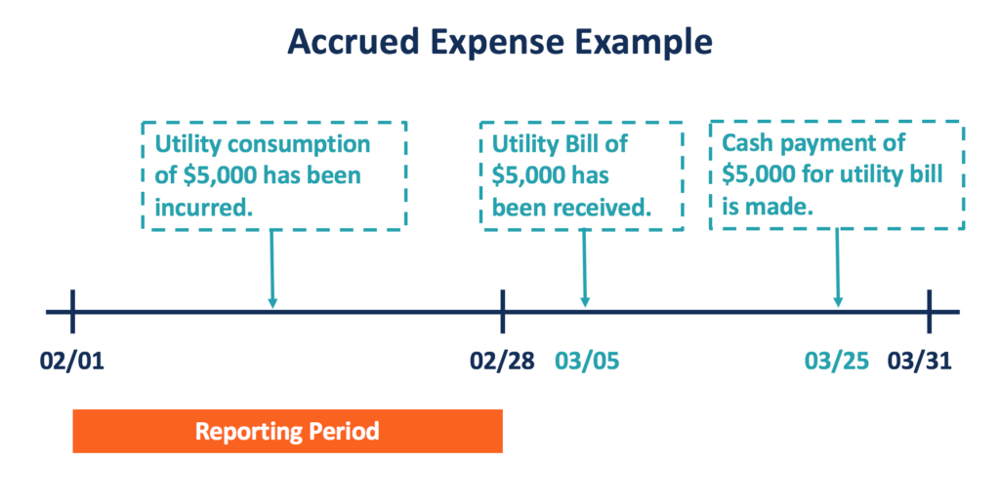 Accrued Expense Example
Utility consumption
of $5,000 has been
incurred.
Utility Bill of
$5,000 has
been received.
Cash payment of
$5,000 for utility bill
is made.
02/01
02/28
03/05
03/25
03/31
Reporting Period